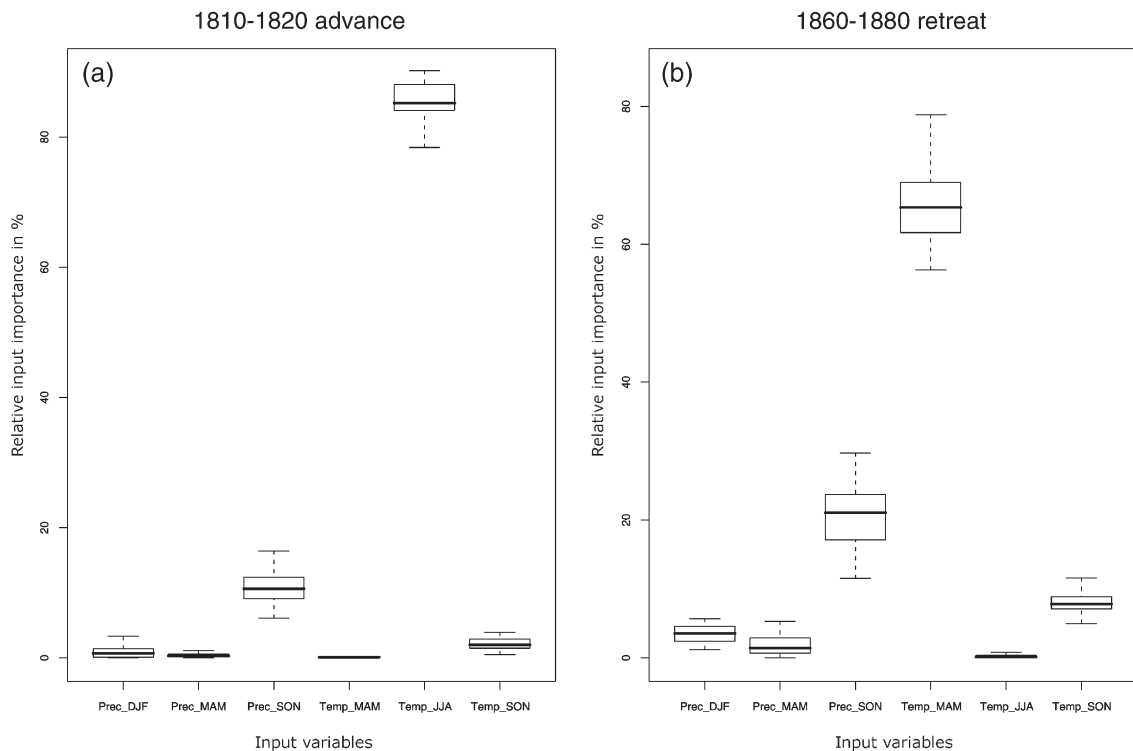 1810-1820 advance
(a)
Relative input importance in %
80
60
40
20
0
Prec_DJF Prec_MAM Prec_SON Temp_MAM Temp_JJA Temp_SON
Input variables
1860-1880 retreat
(b)
Relative input importance in %
80
60
40
20
0
Prec_DJF Prec_MAM Prec_SON Temp_MAM Temp_JJA Temp_SON
Input variables